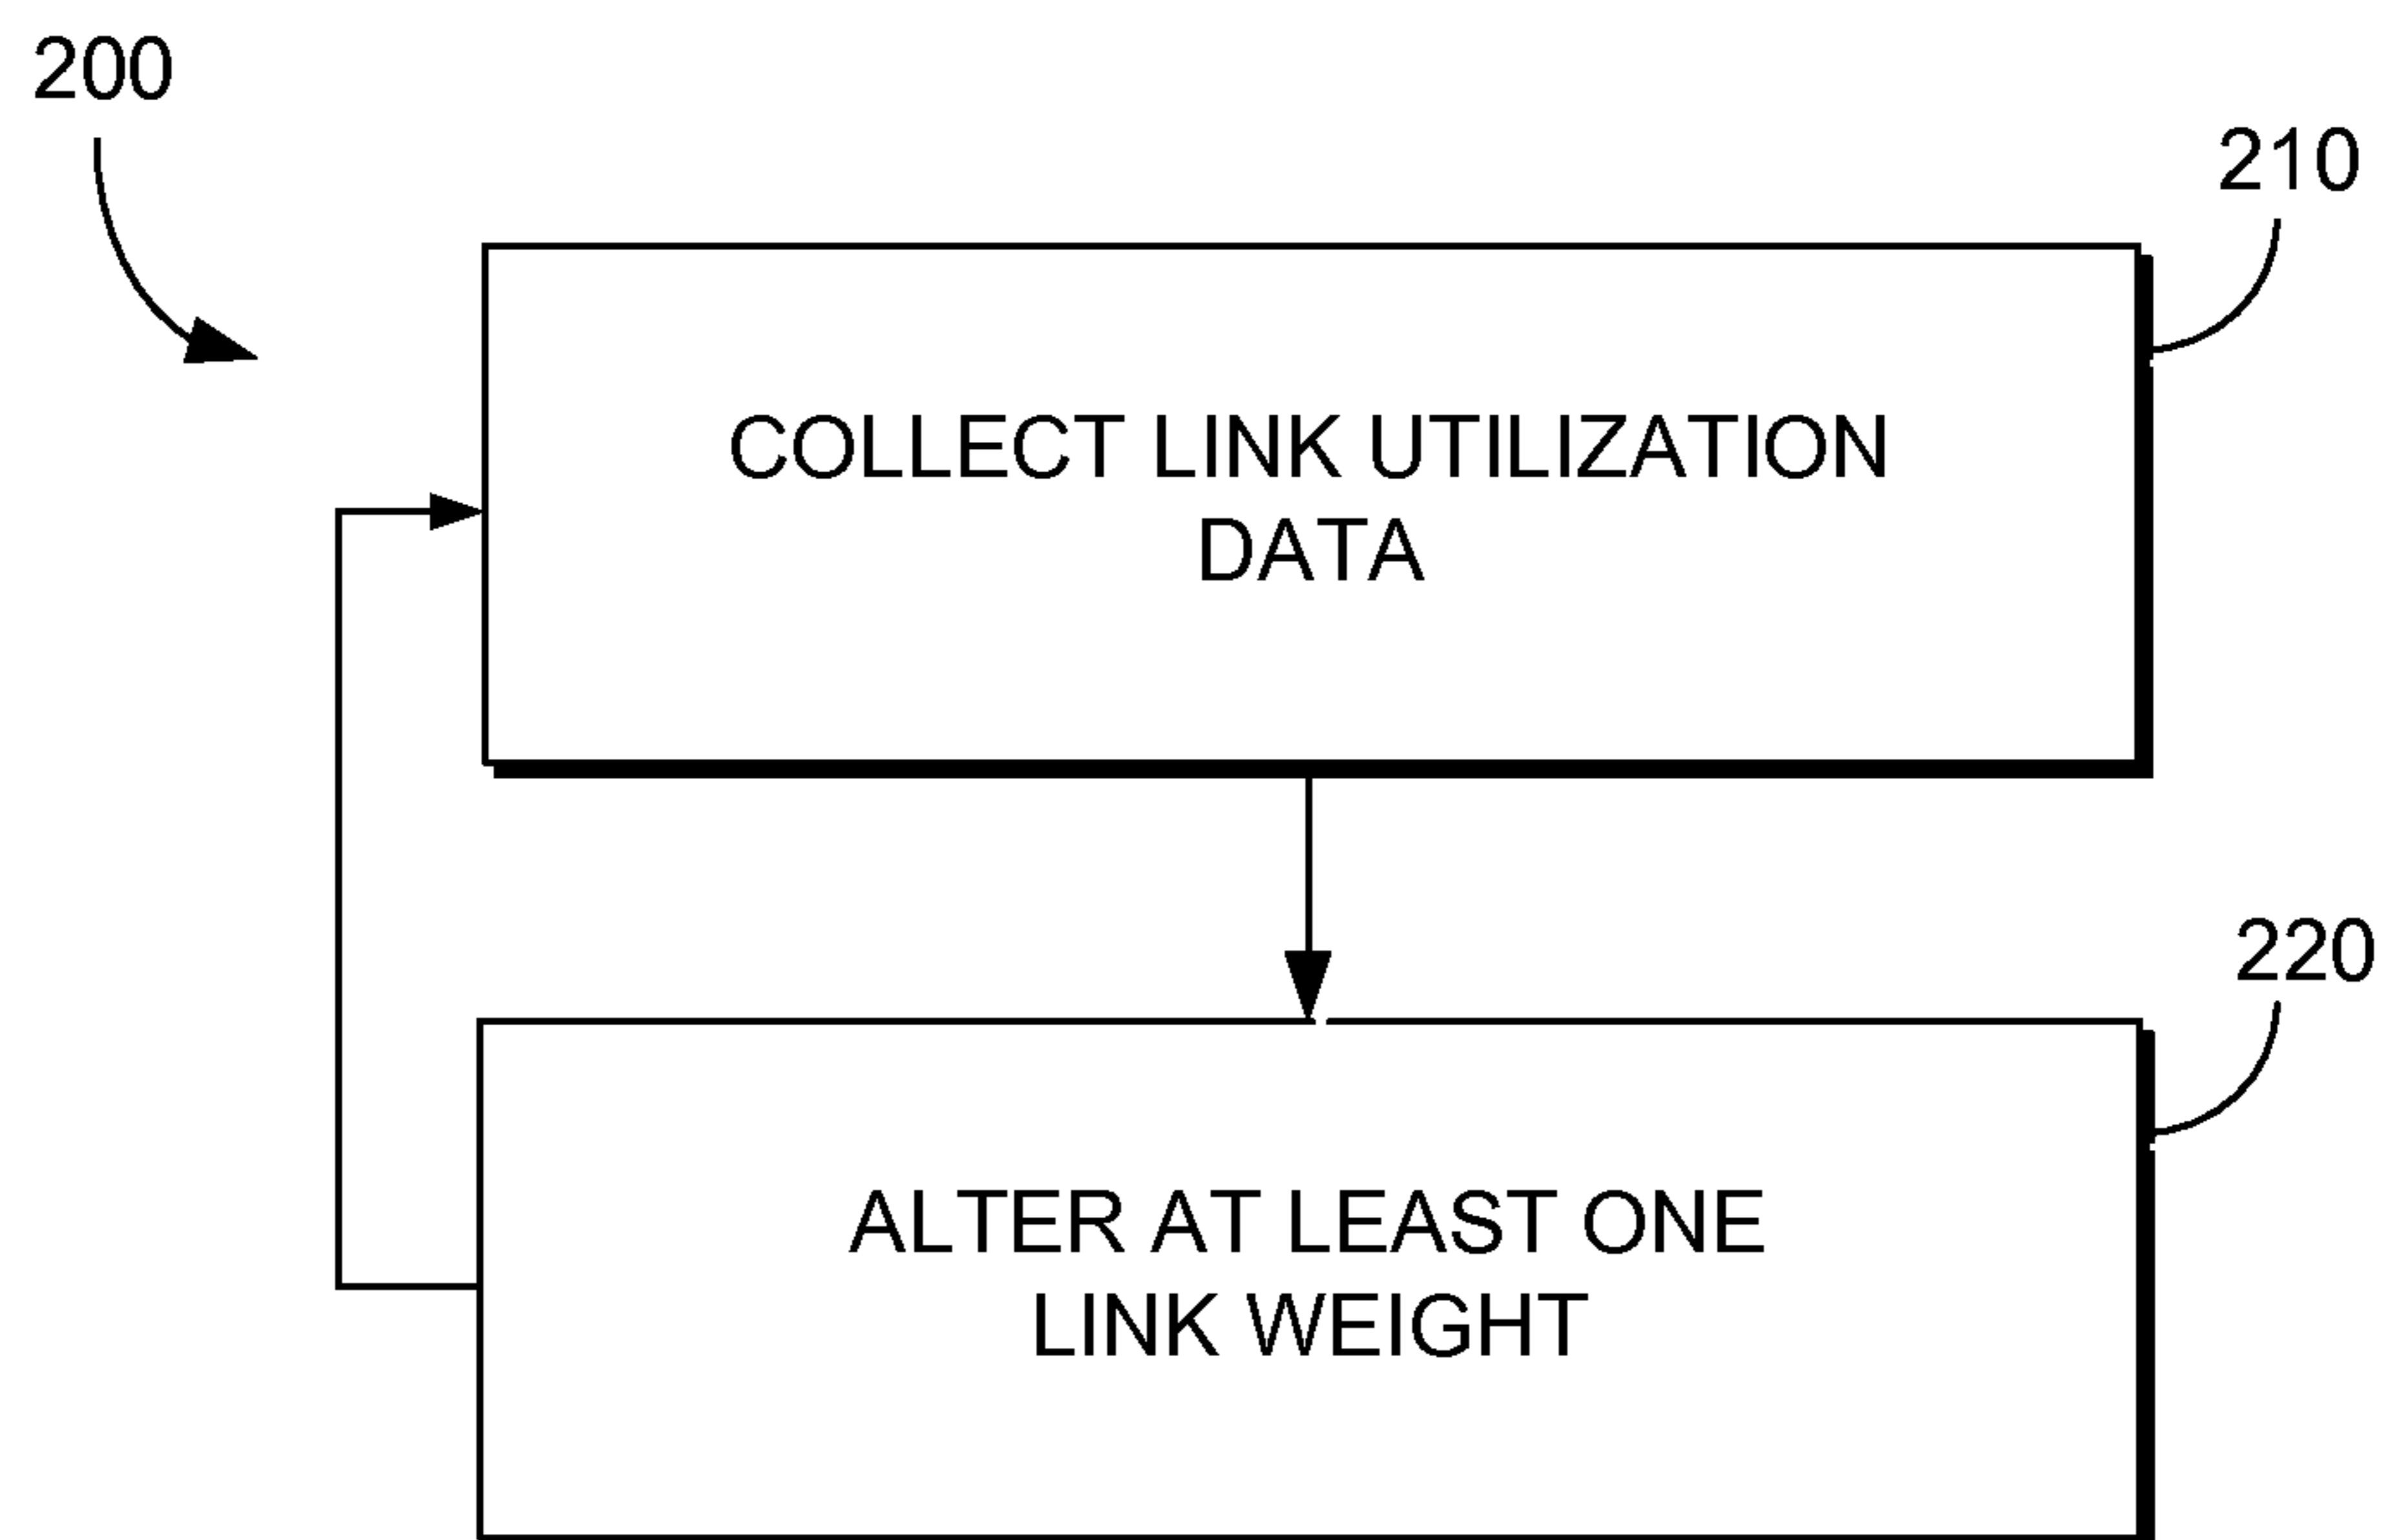 200
210
COLLECT LINK UTILIZATION
DATA
220
ALTER AT LEAST ONE
LINK WEIGHT